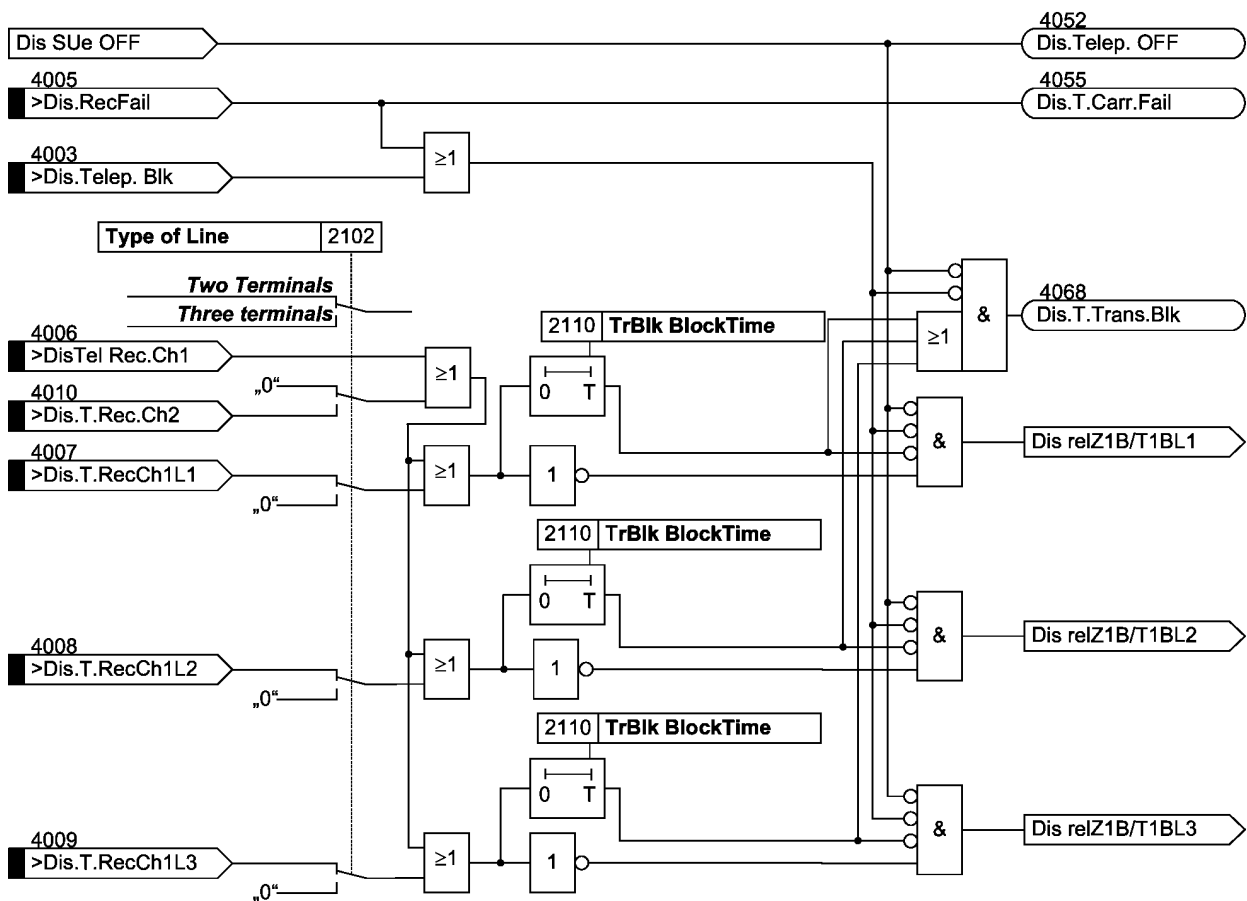 Dis SUe OFF
4052
Dis.Telep. OFF
4005
>Dis.RecFail
4055
Dis.T.Carr.Fail
4003
>Dis.Telep. Blk
≥1
Type of Line 2102
Two Terminals
Three terminals
4006
>DisTel Rec.Ch1
≥1
2110 TrBlk BlockTime
0 T
≥1
&
4068
Dis.T.Trans.Blk
„0“
4010
>Dis.T.Rec.Ch2
4007
>Dis.T.RecCh1L1
„0“
≥1
1
&
Dis relZ1B/T1BL1
2110 TrBlk BlockTime
0 T
4008
>Dis.T.RecCh1L2
„0“
≥1
1
&
Dis relZ1B/T1BL2
2110 TrBlk BlockTime
0 T
4009
>Dis.T.RecCh1L3
„0“
≥1
1
&
Dis relZ1B/T1BL3